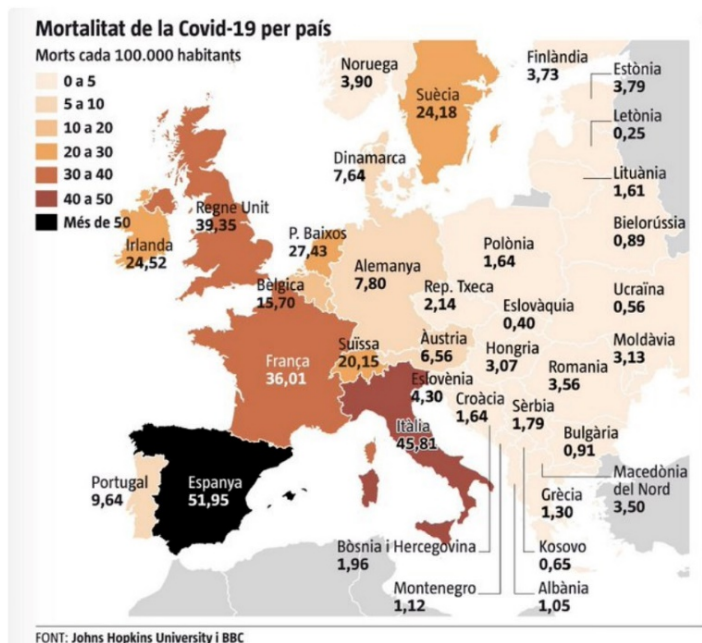 Mortalitat de la Covid-19 per país
Morts cada 100.000 habitants
0 a 5
5 a 10
10 a 20
20 a 30
30 a 40
40 a 50
Més de 50
Noruega
3,90
Suècia
24,18
Finlàndia
3,73
Estònia
3,79
Letònia
0,25
Lituània
1,61
Bielorússia
0,89
Dinamarca
7,64
Regne Unit
39,35
Irlanda
24,52
P. Baixos
27,43
Bèlgica
15,70
Alemanya
7,80
Polònia
1,64
Rep. Txeca
2,14
Eslovàquia
0,40
Ucraïna
0,56
Moldàvia
3,13
França
36,01
Suïssa
20,15
Àustria
6,56
Hongria
3,07
Romania
3,56
Eslovènia
4,30
Croàcia
1,64
Sèrbia
1,79
Bulgària
0,91
Itàlia
45,81
Portugal
9,64
Espanya
51,95
Macedònia
del Nord
3,50
Grècia
1,30
Bòsnia i Hercegovina
1,96
Kosovo
0,65
Montenegro
1,12
Albània
1,05
FONT: Johns Hopkins University i BBC